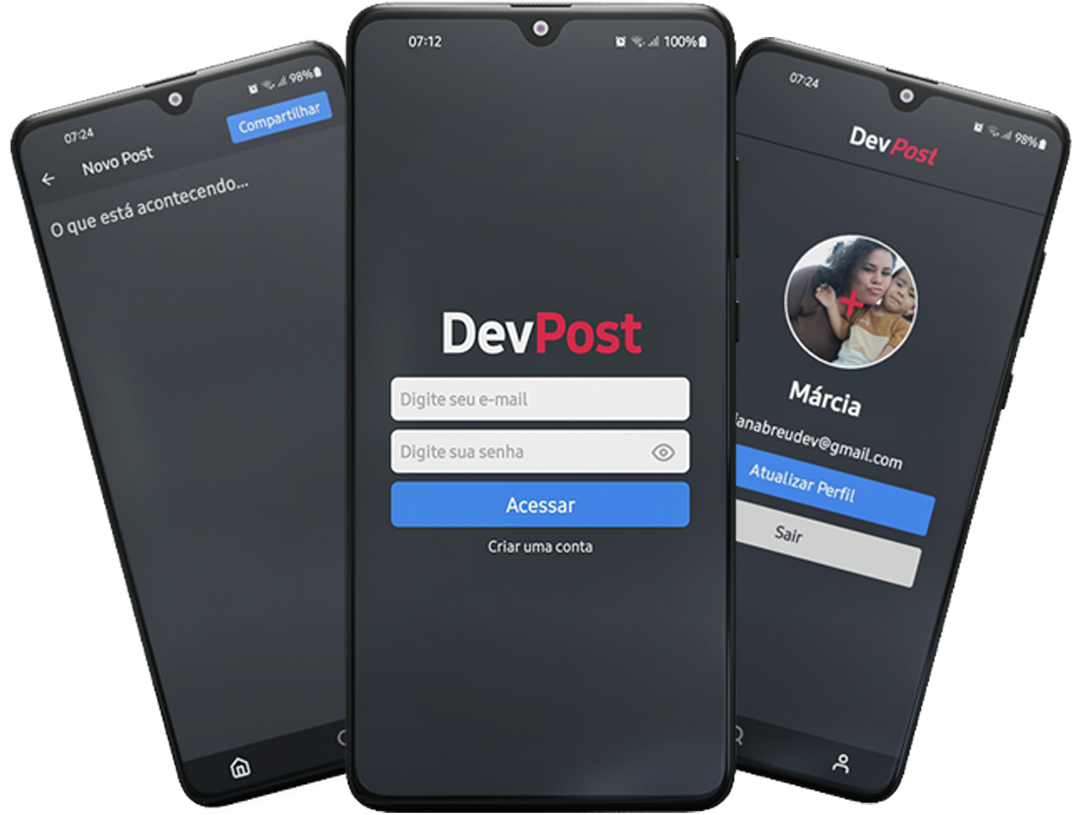 07:24
98%
Novo Post
Compartilhar
O que está acontecendo...
07:12
100%
DevPost
Digite seu e-mail
Digite sua senha
Acessar
Criar uma conta
07:24
98%
DevPost
Márcia
anabreudev@gmail.com
Atualizar Perfil
Sair